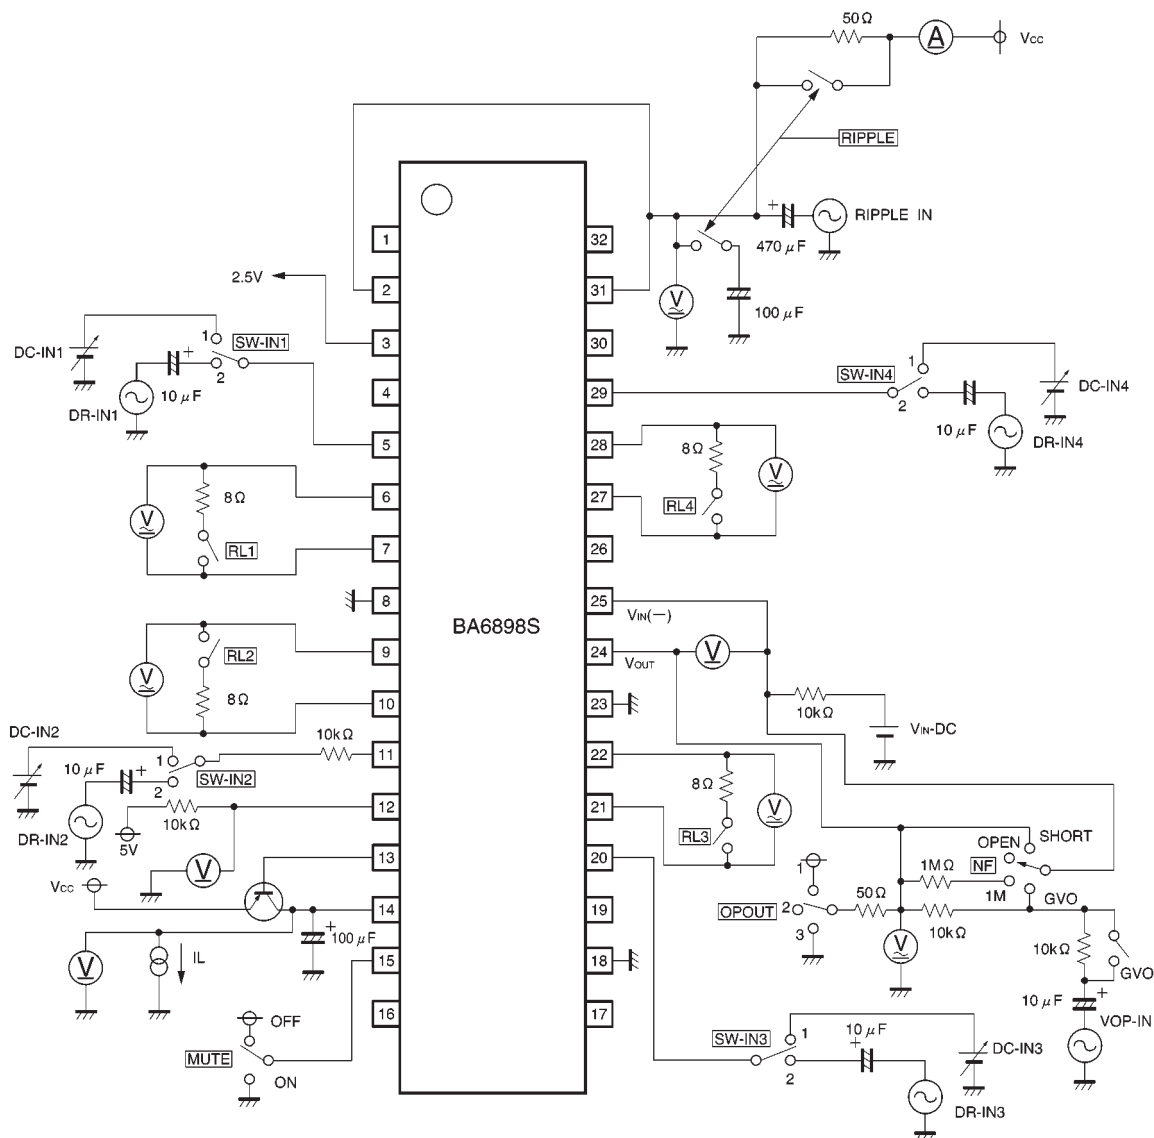 50Ω
A
VCC
RIPPLE
RIPPLE IN
470 μF
+
100 μF
V
1
2
3
4
5
6
7
8
9
10
11
12
13
14
15
16
32
31
30
29
28
27
26
25
24
23
22
21
20
19
18
17
BA6898S
2.5V
DC-IN1
1
SW-IN1
2
+
10 μF
DR-IN1
V
8Ω
RL1
V
RL2
8Ω
DC-IN2
10 μF
+
1
2
SW-IN2
10kΩ
DR-IN2
10kΩ
5V
V
VCC
+
100 μF
V
IL
OFF
MUTE
ON
SW-IN4
1
2
10 μF
DC-IN4
DR-IN4
8Ω
RL4
V
VIN(−)
VOUT
V
10kΩ
VIN-DC
8Ω
RL3
V
OPEN
SHORT
NF
1MΩ
1M
GVO
1
OPOUT
2
3
50Ω
10kΩ
V
10kΩ
GVO
10 μF
+
VOP-IN
SW-IN3
1
2
10 μF
+
DC-IN3
DR-IN3